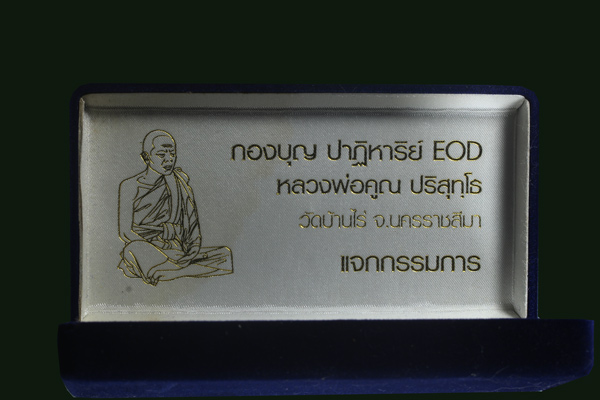 กองบุญ ปาฏิหาริย์ EOD
หลวงพ่อคูณ ปริสุทฺโธ
วัดบ้านไร่ จ.นครราชสีมา
แจกกรรมการ